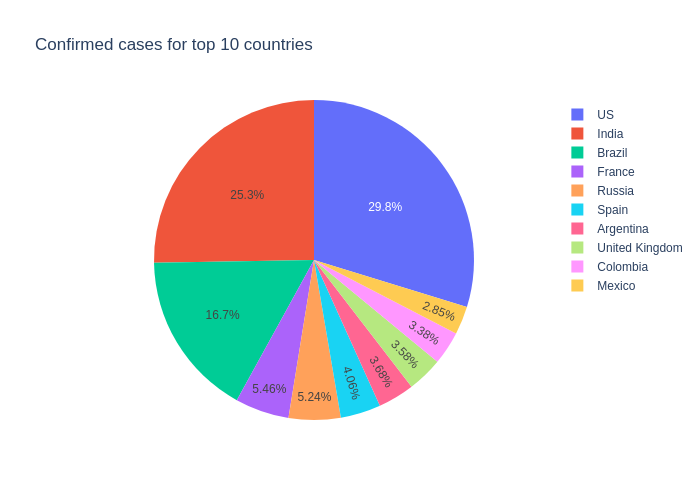 Confirmed cases for top 10 countries
29.8%
25.3%
16.7%
5.46%
5.24%
4.06%
3.68%
3.58%
3.38%
2.85%
US
India
Brazil
France
Russia
Spain
Argentina
United Kingdom
Colombia
Mexico